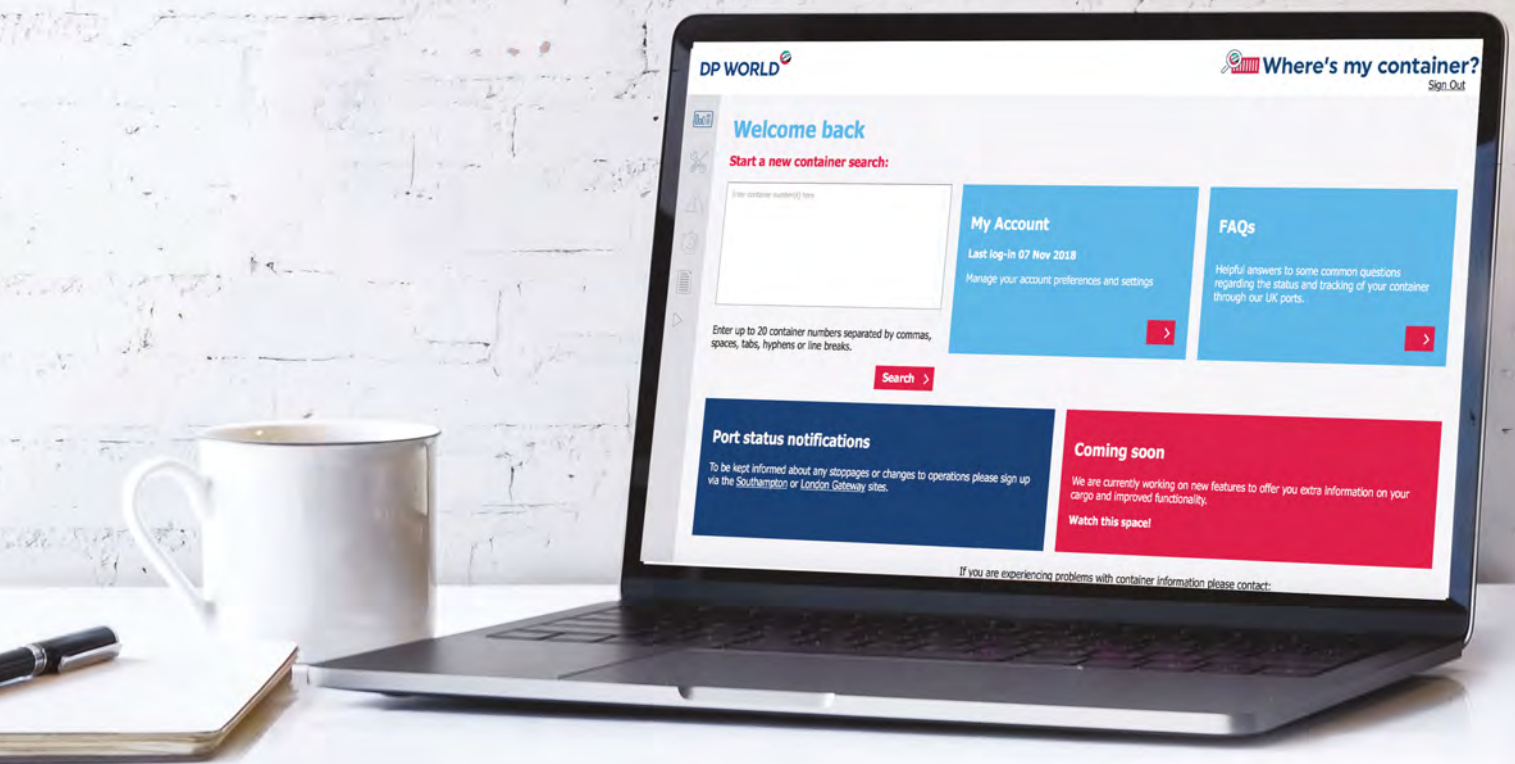 DP WORLD
Where's my container?
Sign Out
Welcome back
Start a new container search:
Enter container number(s) here
Enter up to 20 container numbers separated by commas,
spaces, tabs, hyphens or line breaks.
Search
My Account
Last log-in 07 Nov 2018
Manage your account preferences and settings
FAQs
Helpful answers to some common questions
regarding the status and tracking of your container
through our UK ports.
Port status notifications
To be kept informed about any stoppages or changes to operations please sign up
via the Southampton or London Gateway sites.
Coming soon
We are currently working on new features to offer you extra information on your
cargo and improved functionality.
Watch this space!
If you are experiencing problems with container information please contact: